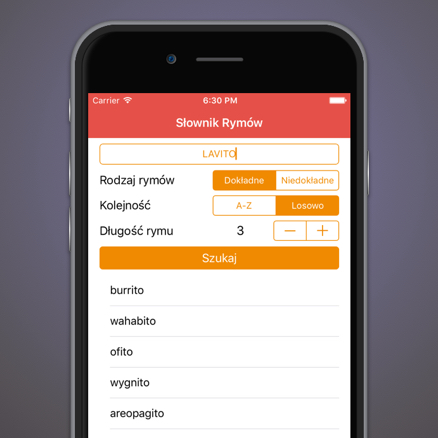 Carrier 6:30 PM
Słownik Rymów
LAVITO
Rodzaj rymów Dokładne Niedokładne
Kolejność A-Z Losowo
Długość rymu 3 — +
Szukaj
burrito
wahabito
ofito
wygnito
areopagito